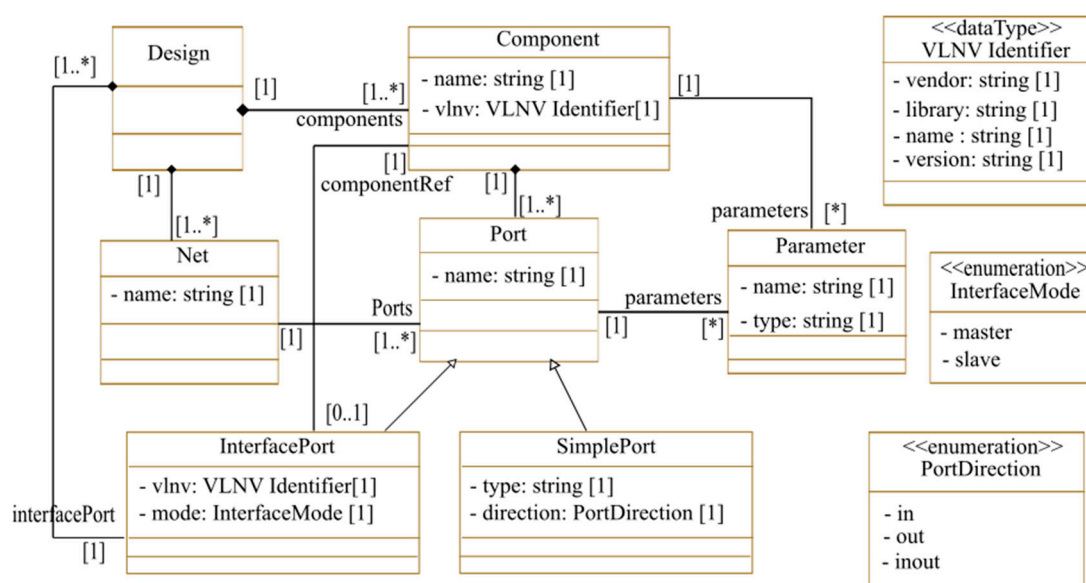 Design
[1..*]
[1]
[1..*]
components
[1]
[1..*]
Component
- name: string [1]
- vlnv: VLNV Identifier[1]
[1]
[1]
componentRef
[1]
[1..*]
parameters
[*]
<<dataType>>
VLNV Identifier
- vendor: string [1]
- library: string [1]
- name : string [1]
- version: string [1]
Net
- name: string [1]
Ports
[1]
[1..*]
Port
- name: string [1]
parameters
[1]
[*]
Parameter
- name: string [1]
- type: string [1]
<<enumeration>>
InterfaceMode
- master
- slave
[0..1]
InterfacePort
- vlnv: VLNV Identifier[1]
- mode: InterfaceMode [1]
interfacePort
[1]
SimplePort
- type: string [1]
- direction: PortDirection [1]
<<enumeration>>
PortDirection
- in
- out
- inout